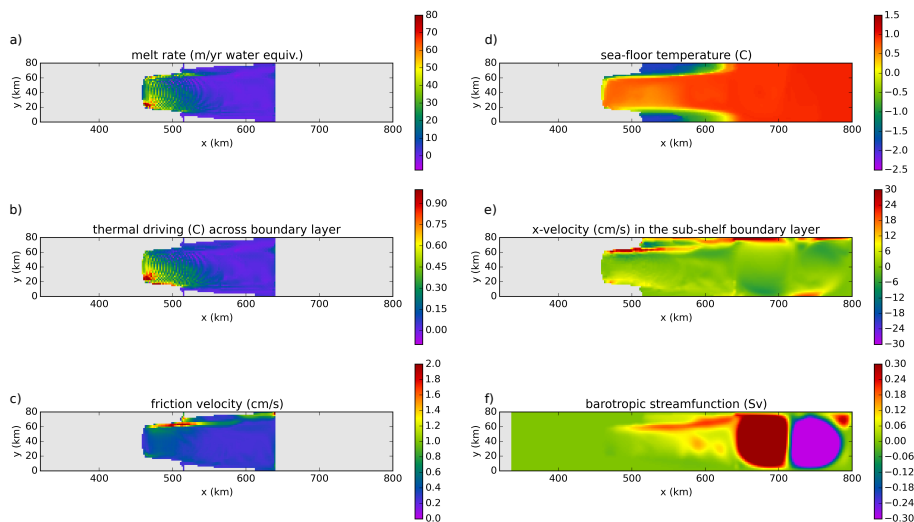 a)
melt rate (m/yr water equiv.)
80
70
60
50
40
30
20
10
0
y (km)
80
60
40
20
0
400 500 600 700 800
x (km)
d)
sea-floor temperature (C)
1.5
1.0
0.5
0.0
−0.5
−1.0
−1.5
−2.0
−2.5
y (km)
80
60
40
20
0
400 500 600 700 800
x (km)
b)
thermal driving (C) across boundary layer
0.90
0.75
0.60
0.45
0.30
0.15
0.00
y (km)
80
60
40
20
0
400 500 600 700 800
x (km)
e)
x-velocity (cm/s) in the sub-shelf boundary layer
30
24
18
12
6
0
−6
−12
−18
−24
−30
y (km)
80
60
40
20
0
400 500 600 700 800
x (km)
c)
friction velocity (cm/s)
2.0
1.8
1.6
1.4
1.2
1.0
0.8
0.6
0.4
0.2
0.0
y (km)
80
60
40
20
0
400 500 600 700 800
x (km)
f)
barotropic streamfunction (Sv)
0.30
0.24
0.18
0.12
0.06
0.00
−0.06
−0.12
−0.18
−0.24
−0.30
y (km)
80
60
40
20
0
400 500 600 700 800
x (km)